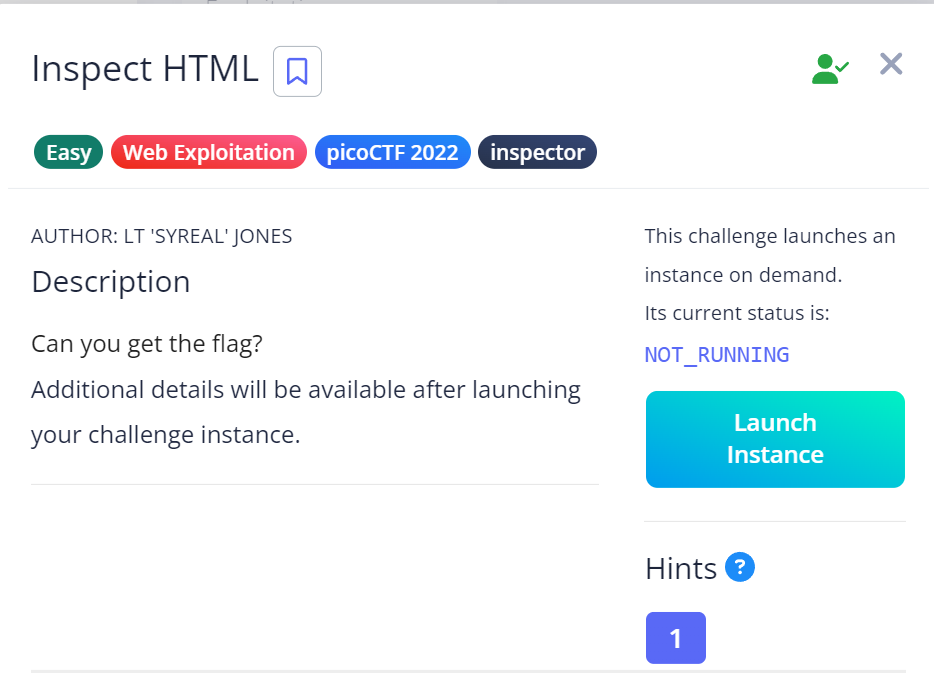 Inspect HTML
Easy Web Exploitation picoCTF 2022 inspector
AUTHOR: LT 'SYREAL' JONES
Description
Can you get the flag?
Additional details will be available after launching
your challenge instance.
This challenge launches an
instance on demand.
Its current status is:
NOT_RUNNING
Launch
Instance
Hints ?
1